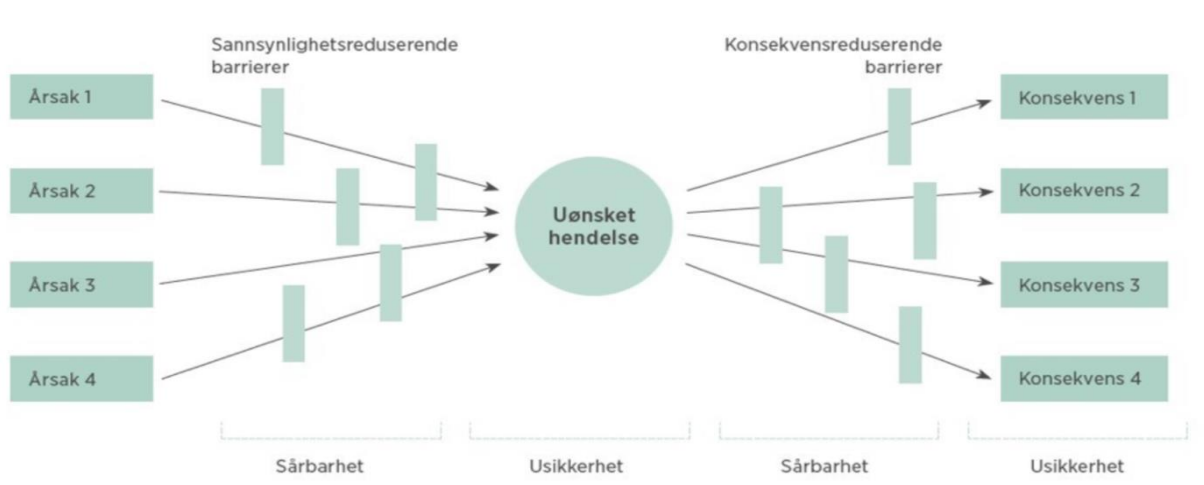 Sannsynlighetsreduserende
barrierer
Konsekvensreduserende
barrierer
Årsak 1
Årsak 2
Årsak 3
Årsak 4
Uønsket
hendelse
Konsekvens 1
Konsekvens 2
Konsekvens 3
Konsekvens 4
Sårbarhet
Usikkerhet
Sårbarhet
Usikkerhet